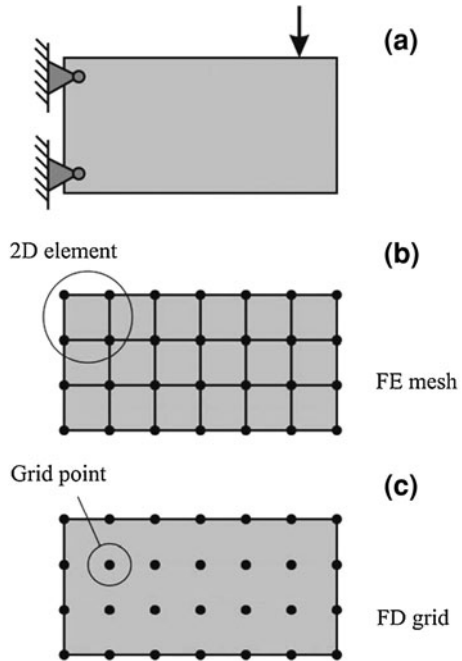 (a)
2D element
(b)
FE mesh
Grid point
(c)
FD grid